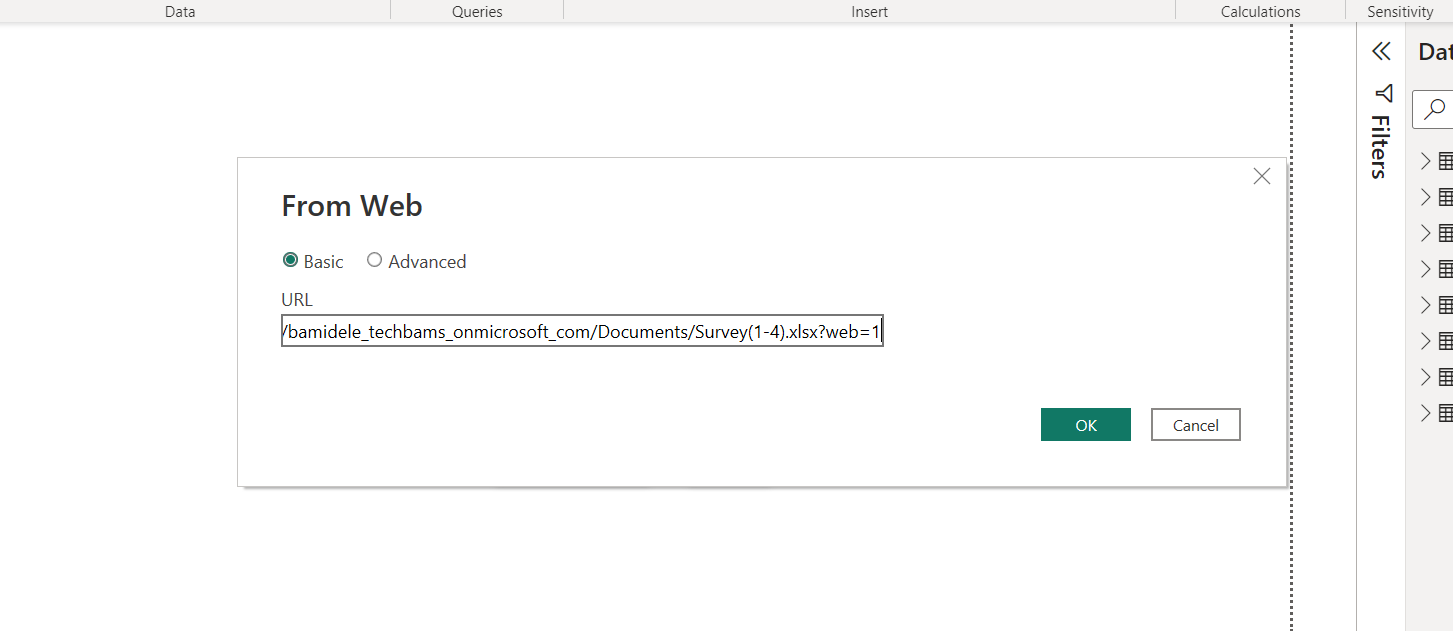 Data Queries Insert Calculations Sensitivity
Filters
From Web
Basic Advanced
URL
/bamidele_techbams_onmicrosoft_com/Documents/Survey(1-4).xlsx?web=1
OK Cancel